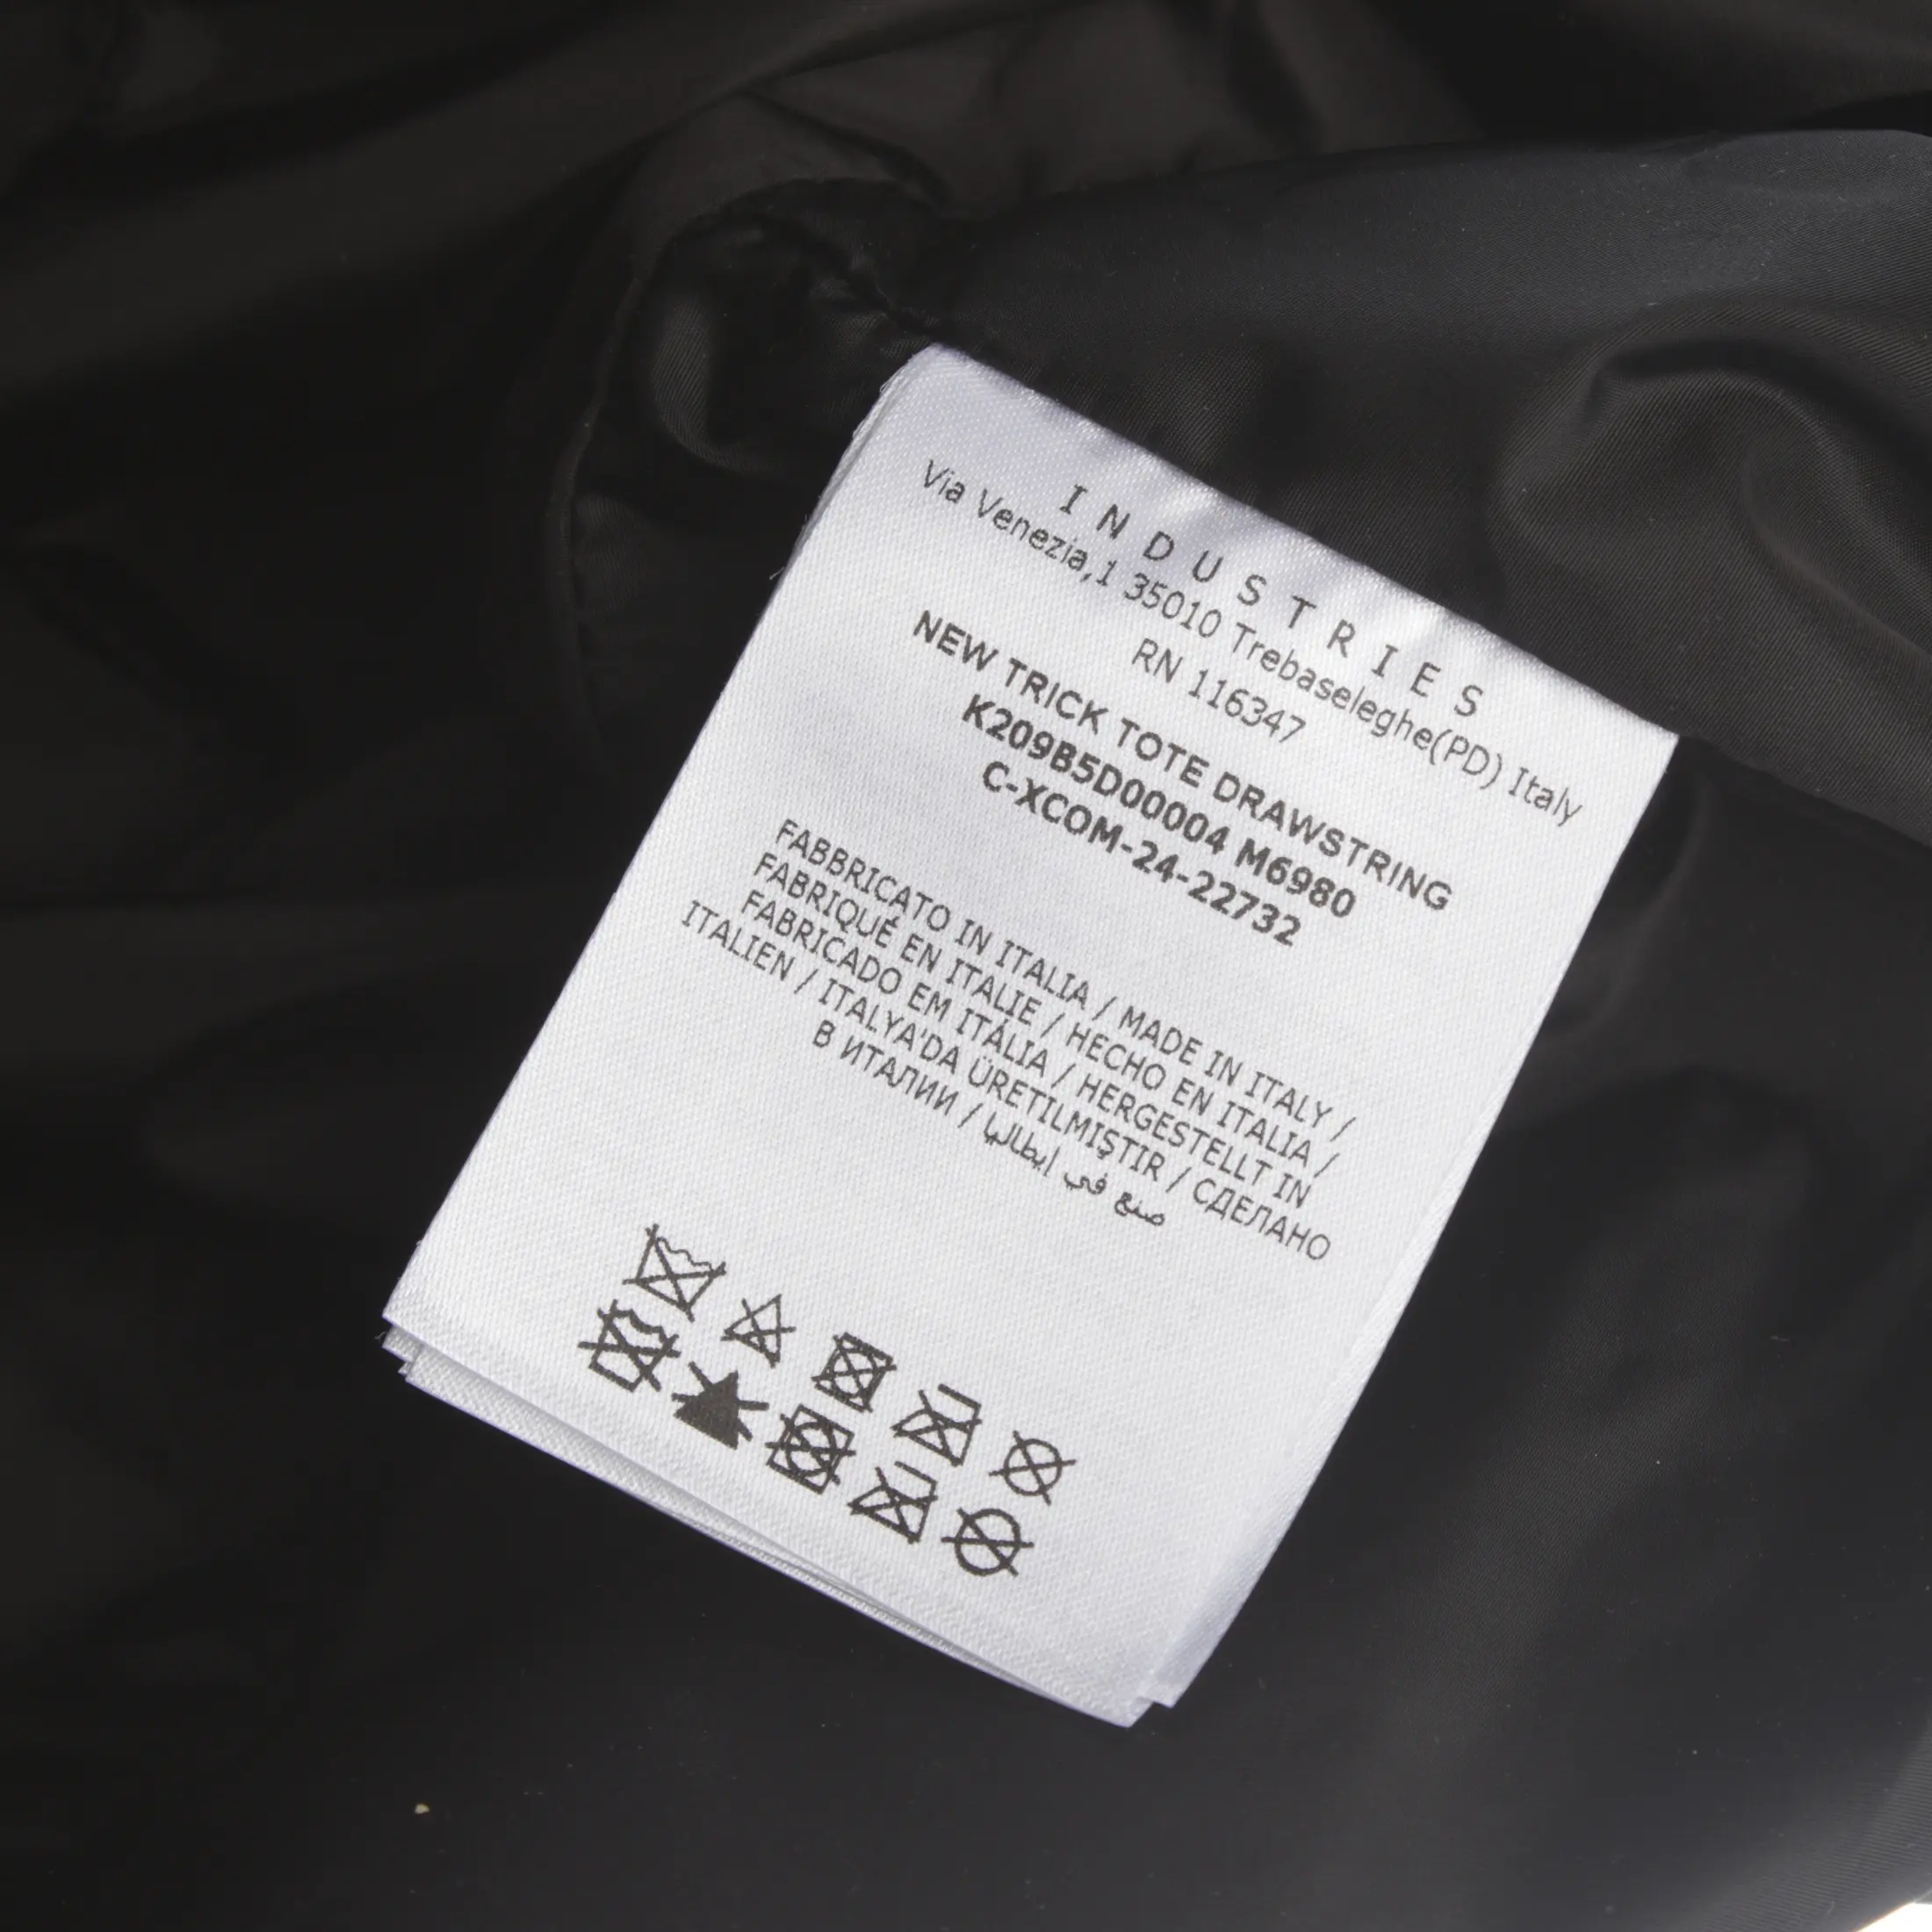 INDUSTRIES
Via Venezia,1 35010 Trebaseleghe(PD) Italy
RN 116347
NEW TRICK TOTE DRAWSTRING
K209B5D00004 M6980
C-XCOM-24-22732
FABBRICATO IN ITALIA / MADE IN ITALY /
FABRIQUÉ EN ITALIE / HECHO EN ITALIA /
FABRICADO EM ITÁLIA / HERGESTELLT IN
ITALIEN / ITALYA'DA ÜRETILMIŞTIR / СДЕЛАНО
В ИТАЛИИ / صنع في إيطاليا